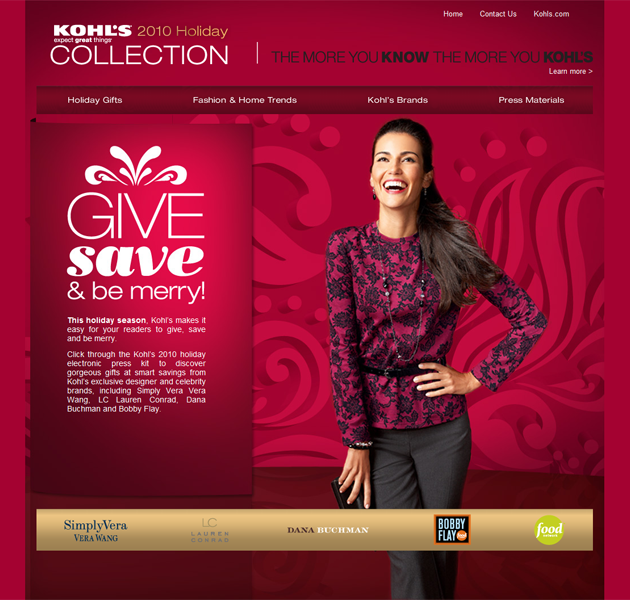 Home Contact Us Kohls.com
KOHL'S 2010 Holiday
expect great things
COLLECTION
THE MORE YOU KNOW THE MORE YOU KOHL'S
Learn more >
Holiday Gifts Fashion & Home Trends Kohl's Brands Press Materials
GIVE
save
& be merry!
This holiday season, Kohl's makes it
easy for your readers to give, save
and be merry.
Click through the Kohl's 2010 holiday
electronic press kit to discover
gorgeous gifts at smart savings from
Kohl's exclusive designer and celebrity
brands, including Simply Vera Vera
Wang, LC Lauren Conrad, Dana
Buchman and Bobby Flay.
SimplyVera
VERA WANG
LC
LAUREN
CONRAD
DANA BUCHMAN
BOBBY
FLAY
food